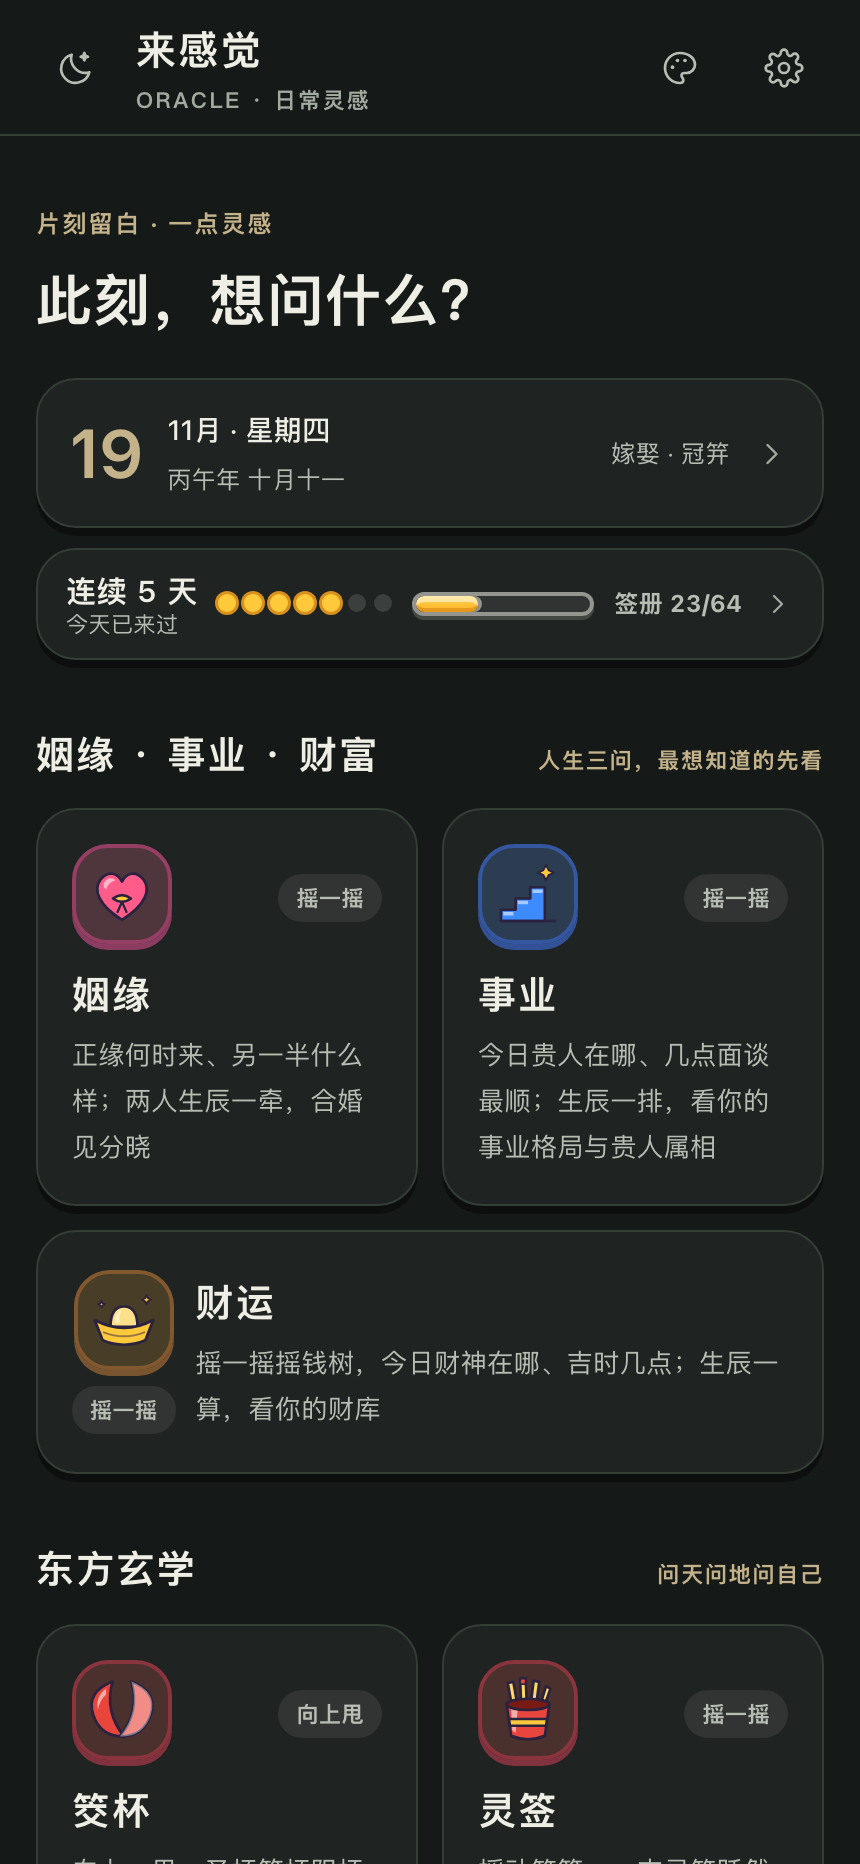 来感觉
ORACLE · 日常灵感
片刻留白 · 一点灵感
此刻，想问什么?
19
11月 · 星期四
丙午年 十月十一
嫁娶 · 冠笄
连续 5 天
今天已来过
签册 23/64
姻缘 · 事业 · 财富
人生三问，最想知道的先看
摇一摇
姻缘
正缘何时来、另一半什么
样；两人生辰一牵，合婚
见分晓
摇一摇
事业
今日贵人在哪、几点面谈
最顺；生辰一排，看你的
事业格局与贵人属相
摇一摇
财运
摇一摇摇钱树，今日财神在哪、吉时几点；生辰一
算，看你的财库
东方玄学
问天问地问自己
向上甩
筊杯
摇一摇
灵签